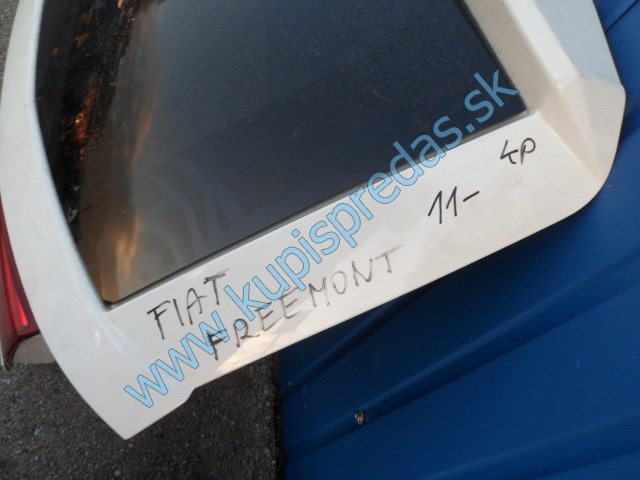 FIAT
FREEMONT
11-
4P
www.kupispredas.sk